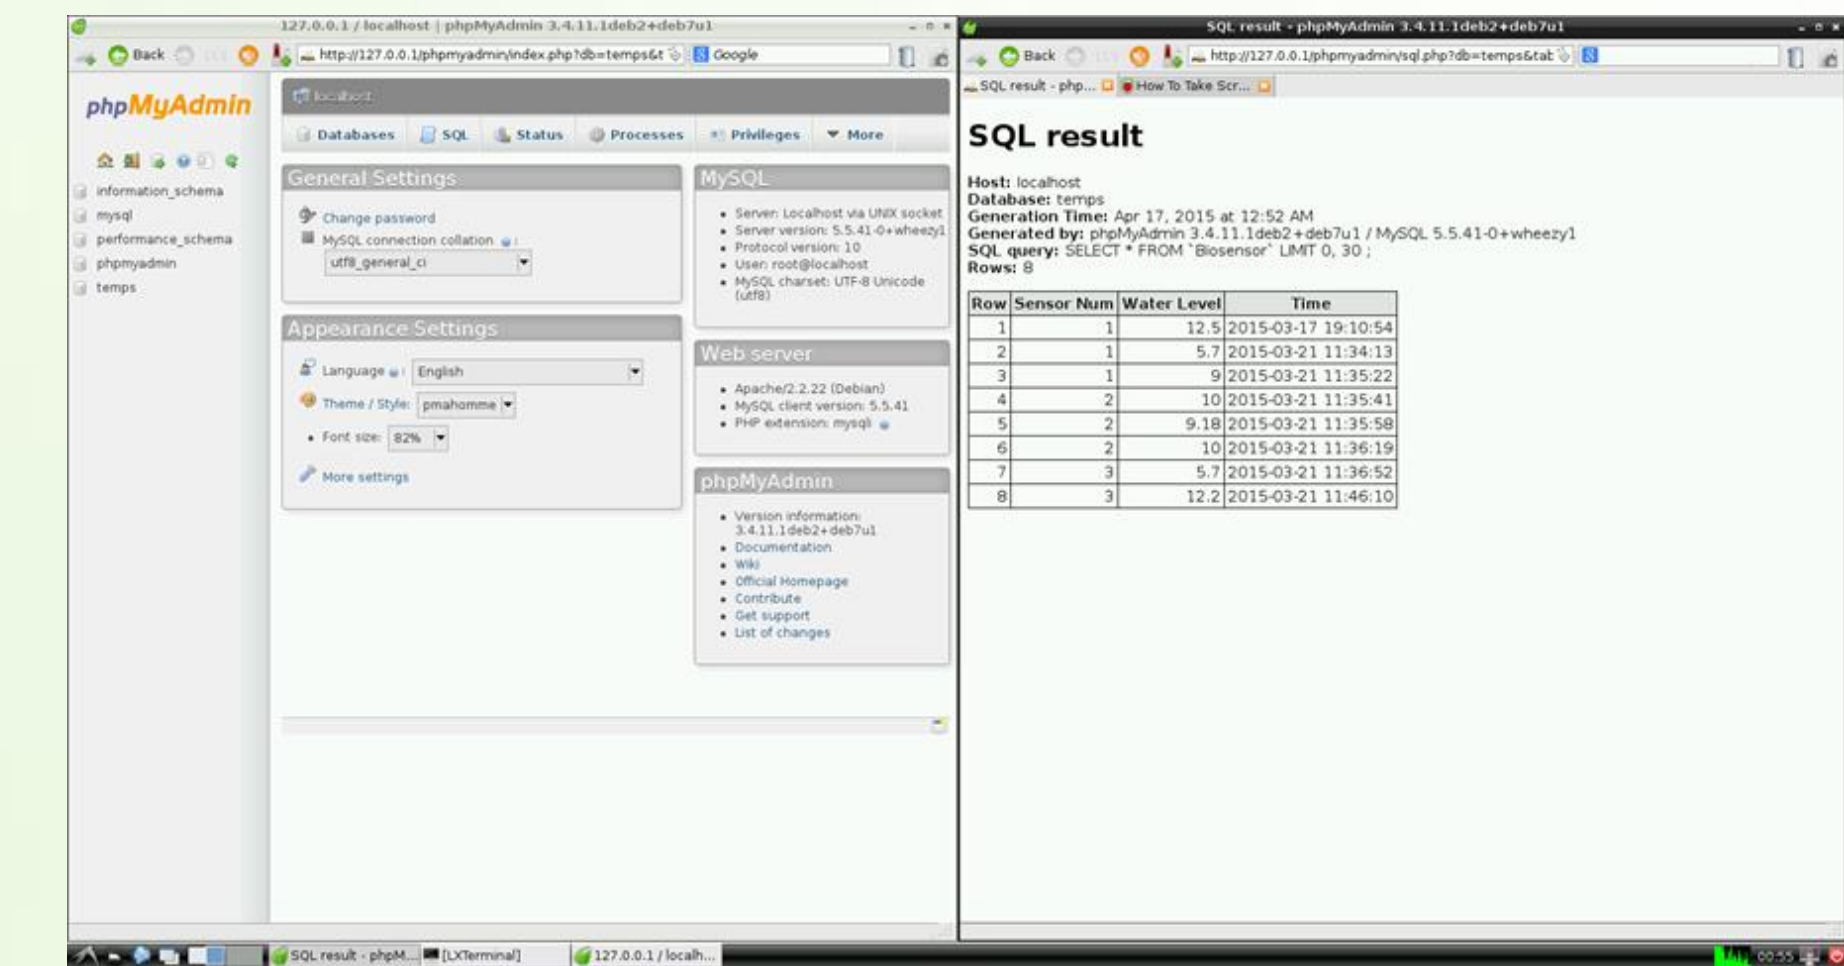 127.0.0.1 / localhost | phpMyAdmin 3.4.11.1deb2+deb7u1
Back
http://127.0.0.1/phpmyadmin/index.php?db=temps&t
Google
phpMyAdmin
information_schema
mysql
performance_schema
phpmyadmin
temps
localhost
Databases SQL Status Processes Privileges More
General Settings
Change password
MySQL connection collation :
utf8_general_ci
Appearance Settings
Language : English
Theme / Style: pmahomme
Font size: 82%
More settings
MySQL
Server: Localhost via UNIX socket
Server version: 5.5.41-0+wheezy1
Protocol version: 10
User: root@localhost
MySQL charset: UTF-8 Unicode
(utf8)
Web server
Apache/2.2.22 (Debian)
MySQL client version: 5.5.41
PHP extension: mysqli
phpMyAdmin
Version information:
3.4.11.1deb2+deb7u1
Documentation
Wiki
Official Homepage
Contribute
Get support
List of changes
SQL result - phpMyAdmin 3.4.11.1deb2+deb7u1
Back
http://127.0.0.1/phpmyadmin/sql.php?db=temps&tab
SQL result - php... How To Take Scr...
SQL result
Host: localhost
Database: temps
Generation Time: Apr 17, 2015 at 12:52 AM
Generated by: phpMyAdmin 3.4.11.1deb2+deb7u1 / MySQL 5.5.41-0+wheezy1
SQL query: SELECT * FROM `Biosensor` LIMIT 0, 30 ;
Rows: 8
Row Sensor Num Water Level Time
1 1 12.5 2015-03-17 19:10:54
2 1 5.7 2015-03-21 11:34:13
3 1 9 2015-03-21 11:35:22
4 2 10 2015-03-21 11:35:41
5 2 9.18 2015-03-21 11:35:58
6 2 10 2015-03-21 11:36:19
7 3 5.7 2015-03-21 11:36:52
8 3 12.2 2015-03-21 11:46:10
SQL result - phpM... [LXTerminal] 127.0.0.1 / localh...
00:55